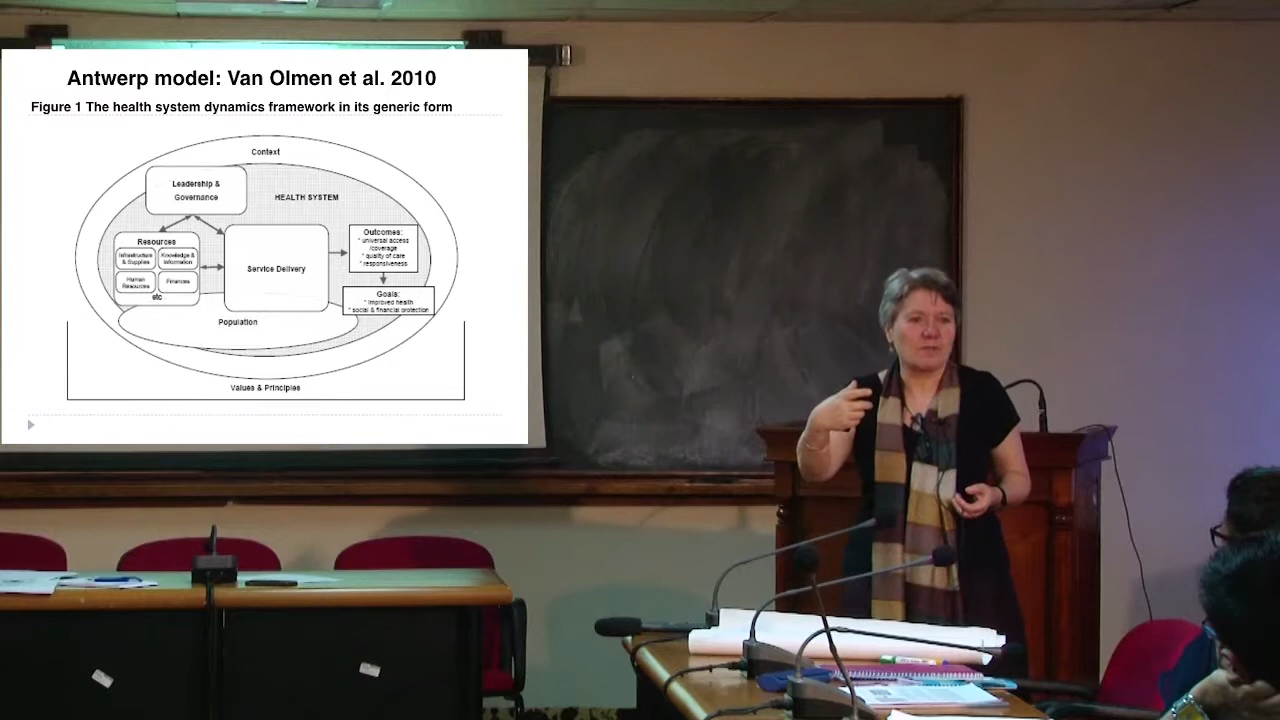 Antwerp model: Van Olmen et al. 2010
Figure 1 The health system dynamics framework in its generic form
Context
Leadership &
Governance
HEALTH SYSTEM
Resources
Infrastructure
& Supplies
Knowledge &
Information
Human
Resources
Finances
etc
Service Delivery
Outcomes:
* universal access
/coverage
* quality of care
* responsiveness
Goals:
* improved health
* social & financial protection
Population
Values & Principles